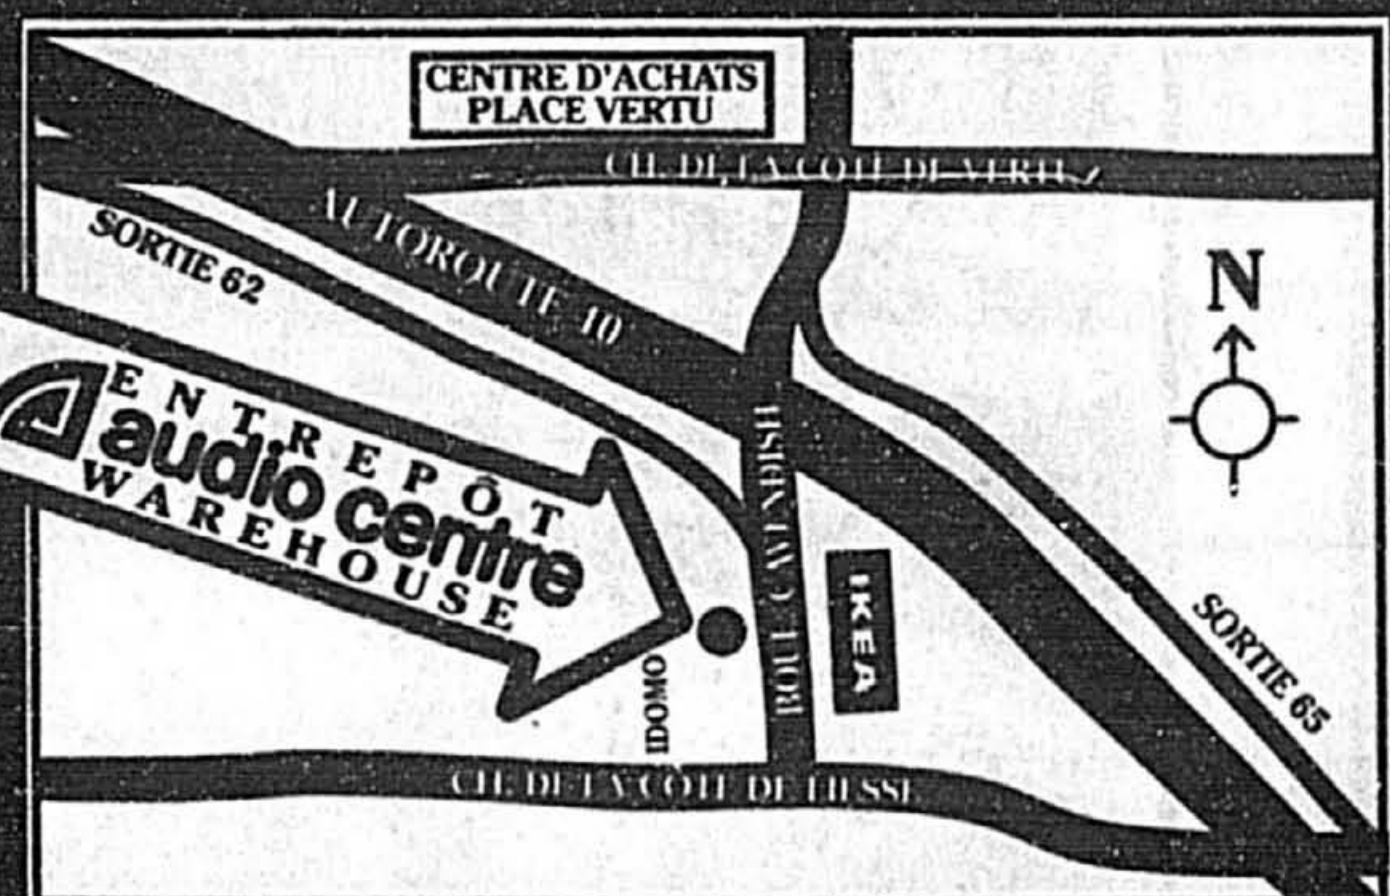 CENTRE D'ACHATS
PLACE VERTU
CH. DE LA COTE DE VERTU
AUTOROUTE 40
SORTIE 62
N
ENTREPÔT
audio centre
WAREHOUSE
BOUL. CAVENDISH
IKEA
IDOMO
SORTIE 65
CH. DE LA CÔTE DE LIESSE